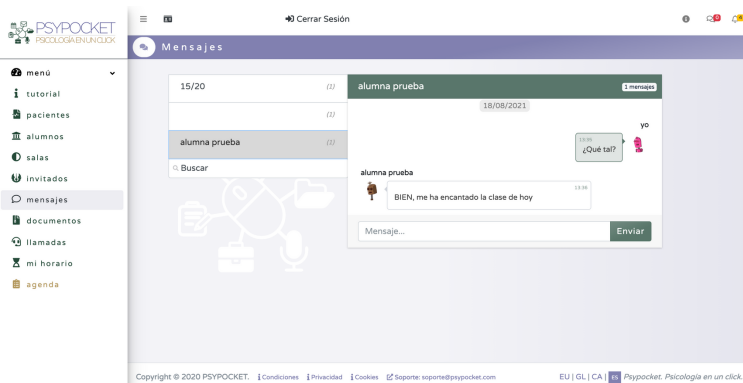 PSYPOCKET
PSICOLOGÍA EN UN CLICK
Cerrar Sesión
Mensajes
menú
tutorial
pacientes
alumnos
salas
invitados
mensajes
documentos
llamadas
mi horario
agenda
15/20 (1)
(1)
alumna prueba (1)
Buscar
alumna prueba 1 mensajes
18/08/2021
yo
¿Qué tal?
alumna prueba
13:36
BIEN, me ha encantado la clase de hoy
Mensaje... Enviar
Copyright © 2020 PSYPOCKET. Condiciones Privacidad Cookies Soporte: soporte@psypocket.com EU | GL | CA | ES Psypocket. Psicología en un click.